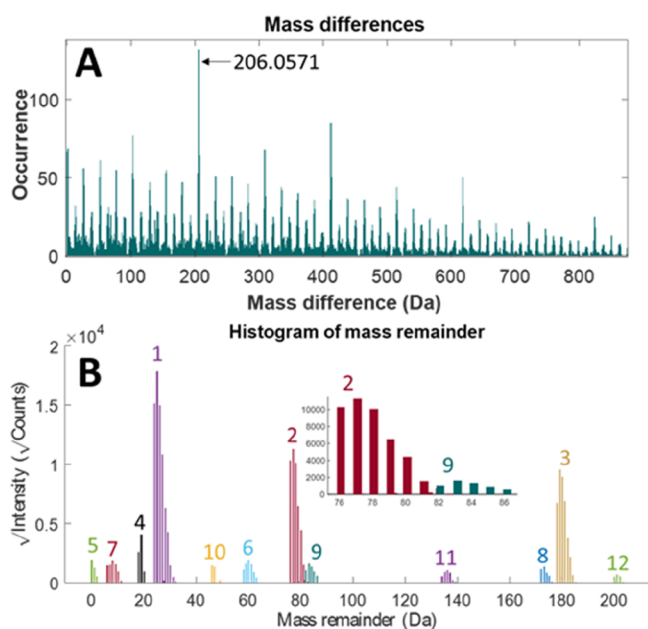 Mass differences
A
206.0571
Occurrence
100
50
0
0 100 200 300 400 500 600 700 800
Mass difference (Da)
Histogram of mass remainder
×10⁴
B
√Intensity (√Counts)
2
1.5
1
0.5
0
1
2
3
4
5
6
7
8
9
10
11
12
2
9
10000
8000
6000
4000
2000
0
76 78 80 82 84 86
0 20 40 60 80 100 120 140 160 180 200
Mass remainder (Da)